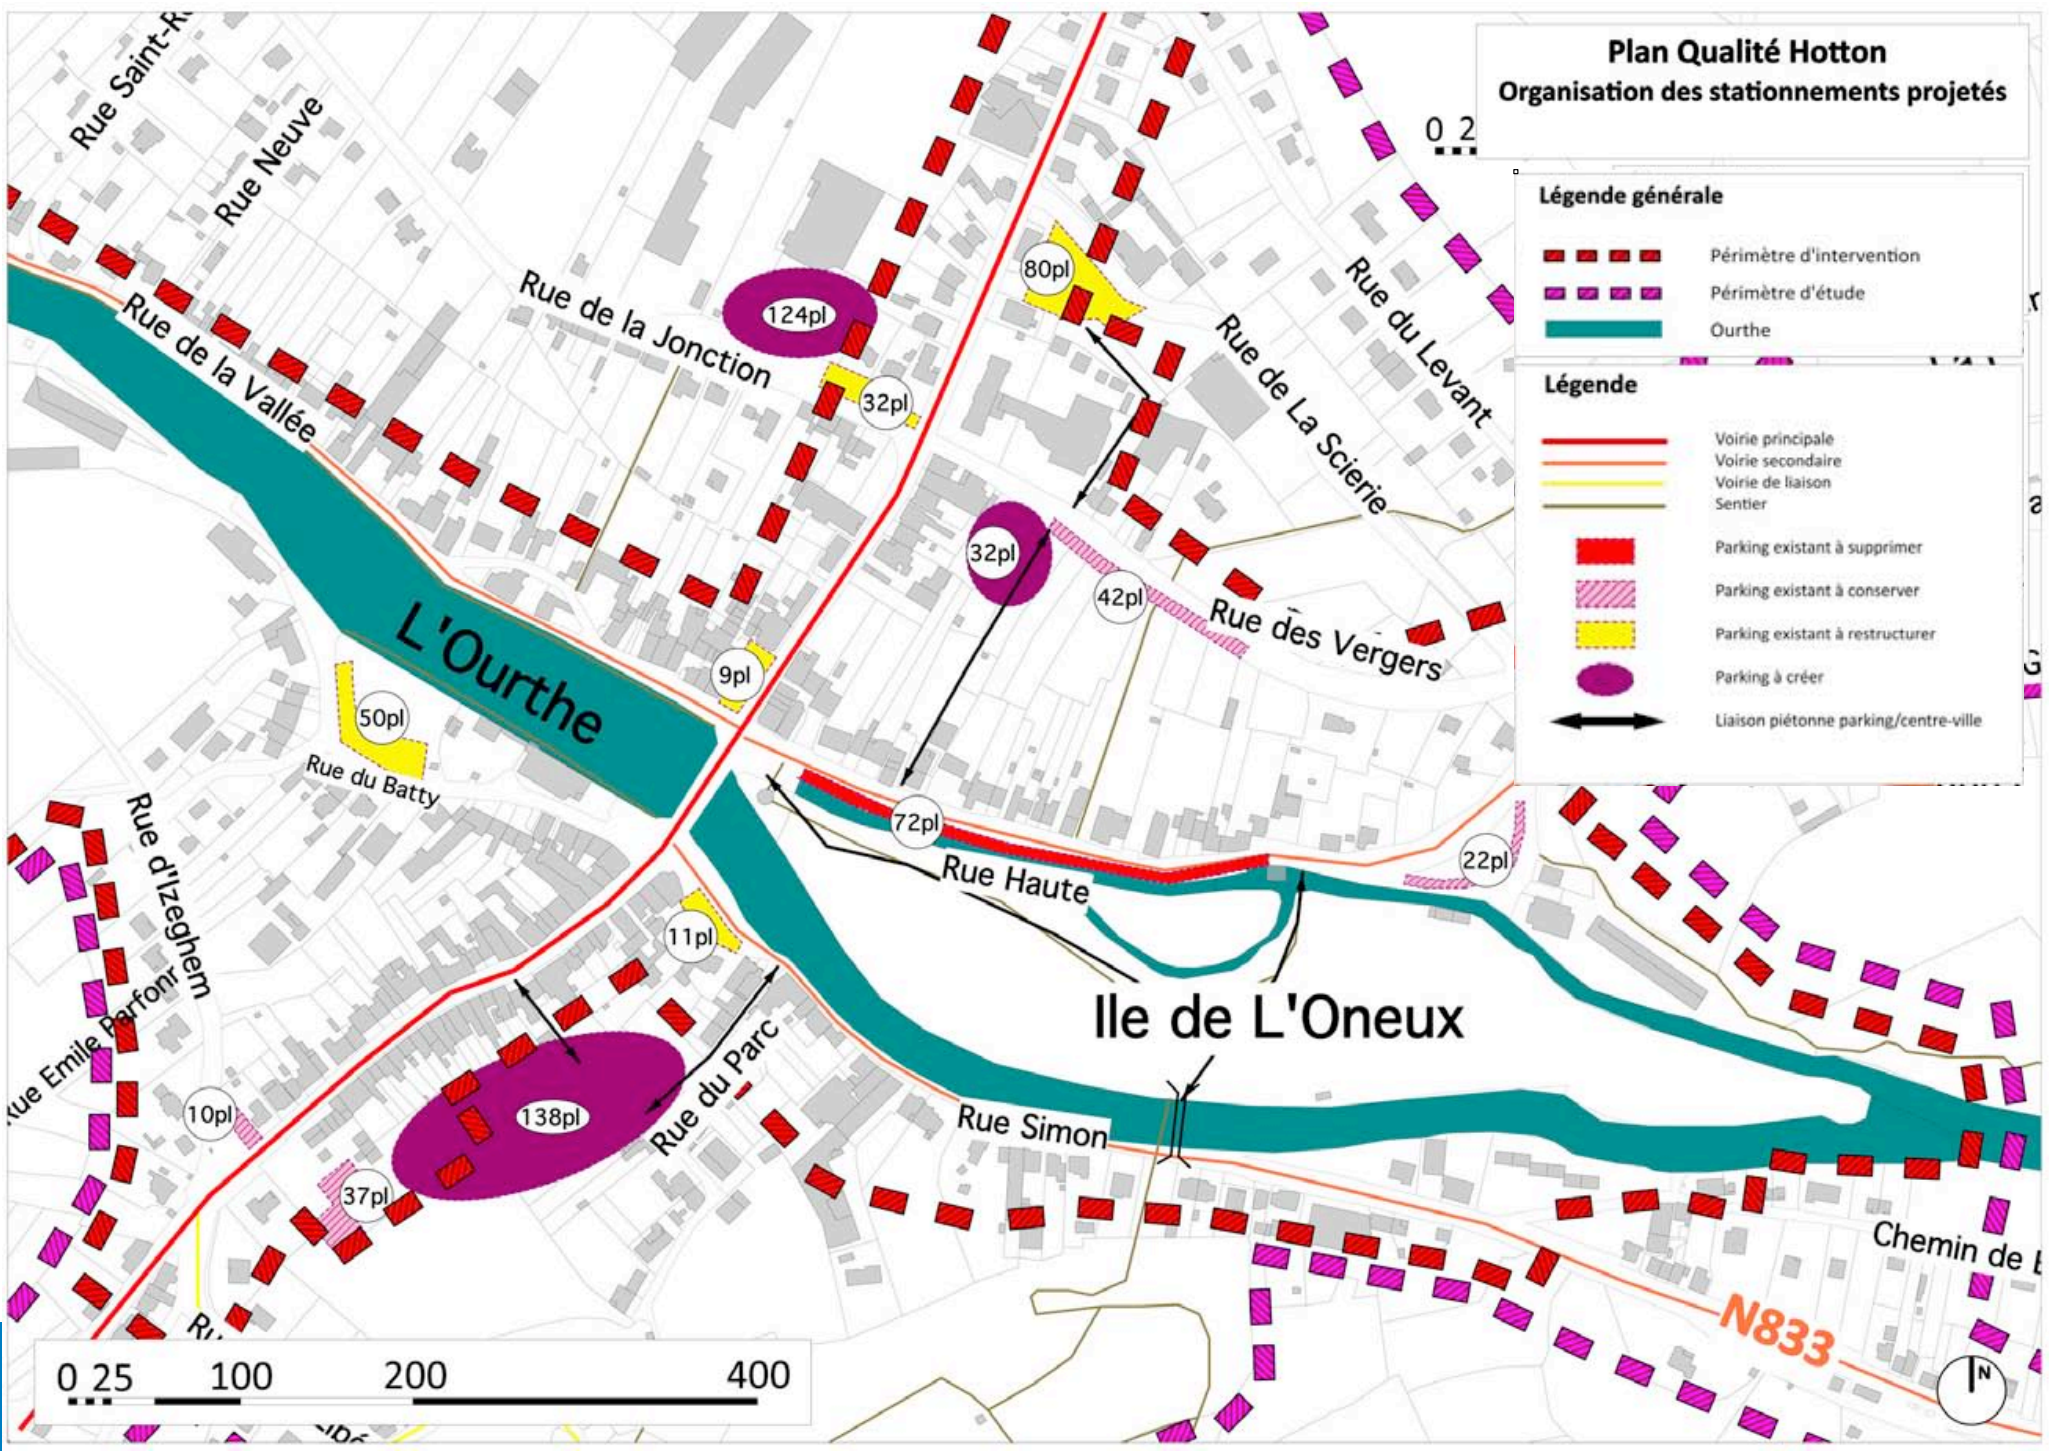 Plan Qualité Hotton
Organisation des stationnements projetés
0 2
Légende générale
Périmètre d'intervention
Périmètre d'étude
Ourthe
Légende
Voirie principale
Voirie secondaire
Voirie de liaison
Sentier
Parking existant à supprimer
Parking existant à conserver
Parking existant à restructurer
Parking à créer
Liaison piétonne parking/centre-ville
Rue Neuve
Rue de la Vallée
Rue de la Jonction
124pl
32pl
80pl
Rue du Levant
Rue de La Scierie
32pl
42pl
Rue des Vergers
L'Ourthe
9pl
50pl
Rue du Batty
Rue d'Izeghem
72pl
Rue Haute
22pl
11pl
Ile de L'Oneux
10pl
37pl
138pl
Rue du Parc
Rue Simon
N833
Chemin de
0 25 100 200 400
N